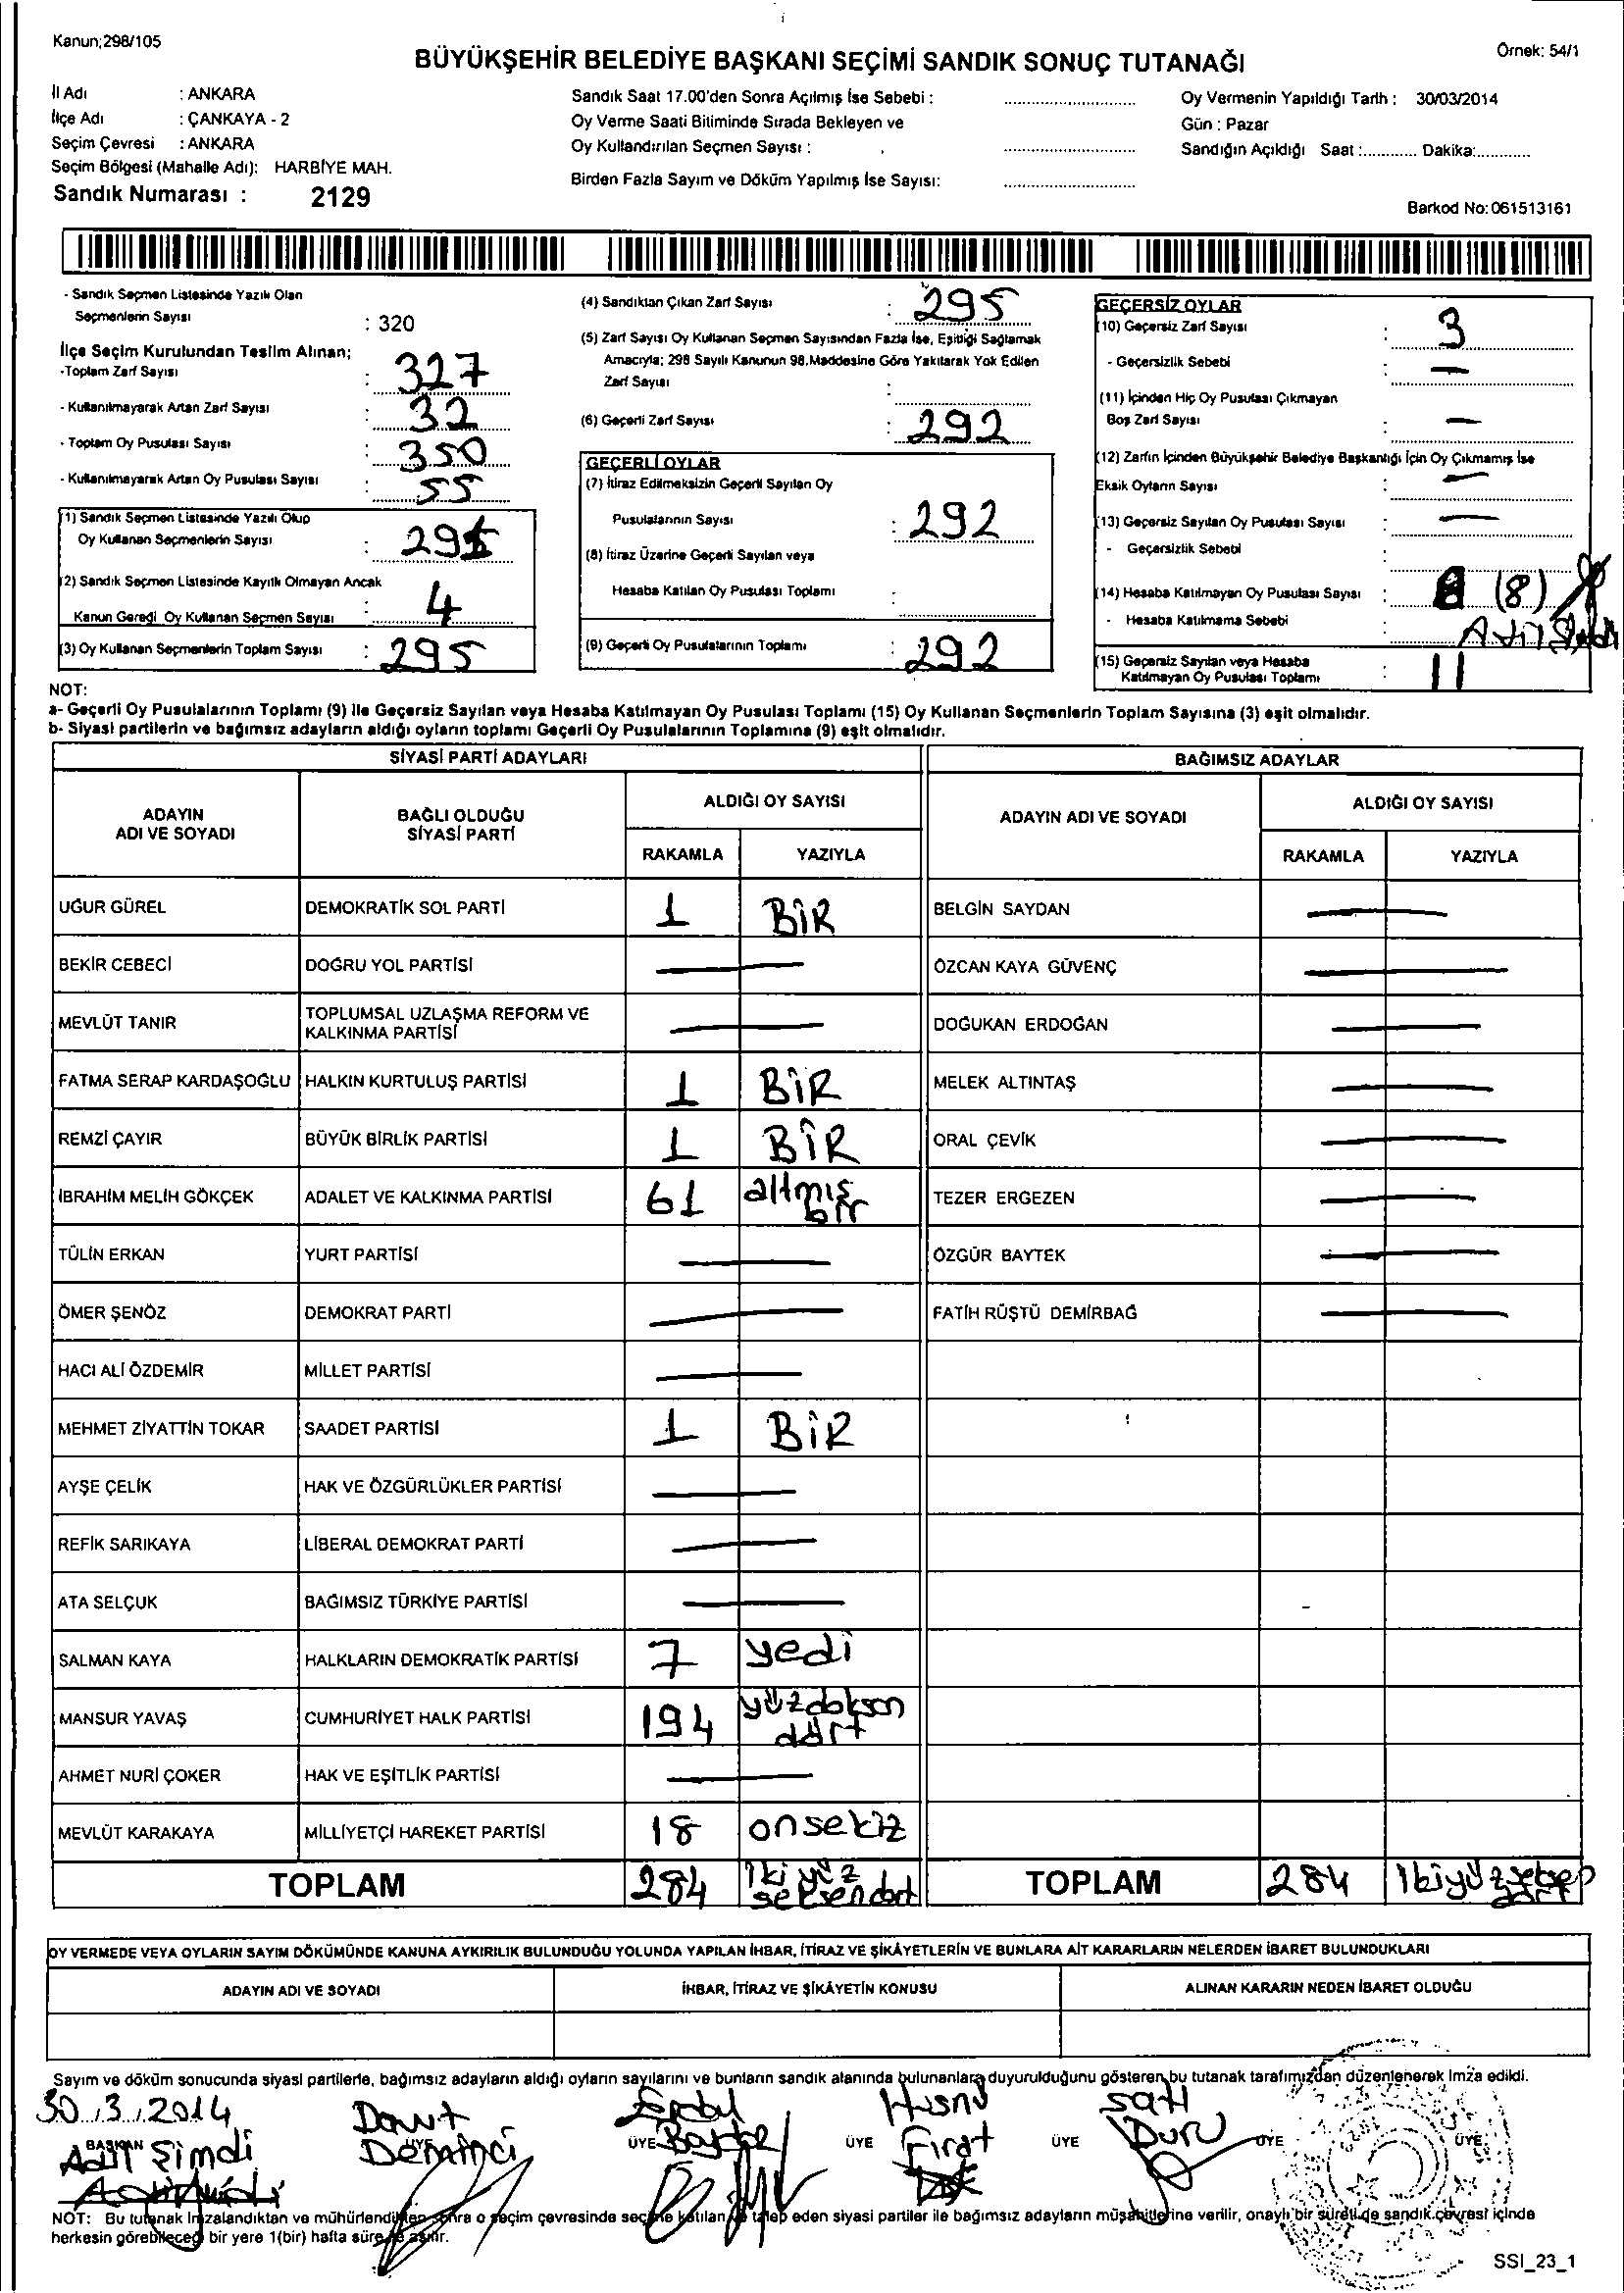 Kanun;298/105
BÜYÜKŞEHİR BELEDİYE BAŞKANI SEÇİMİ SANDIK SONUÇ TUTANAĞI
Örnek: 54/1
İl Adı : ANKARA
İlçe Adı : ÇANKAYA - 2
Seçim Çevresi : ANKARA
Seçim Bölgesi (Mahalle Adı): HARBİYE MAH.
Sandık Numarası : 2129
Sandık Saat 17.00'den Sonra Açılmış İse Sebebi :
Oy Verme Saati Bitiminde Sırada Bekleyen ve
Oy Kullandırılan Seçmen Sayısı :
Birden Fazla Sayım ve Döküm Yapılmış İse Sayısı:
Oy Vermenin Yapıldığı Tarih : 30/03/2014
Gün : Pazar
Sandığın Açıldığı Saat :............ Dakika:............
Barkod No:061513161
- Sandık Seçmen Listesinde Yazılı Olan
Seçmenlerin Sayısı : 320
İlçe Seçim Kurulundan Teslim Alınan;
-Toplam Zarf Sayısı : 327
- Kullanılmayarak Artan Zarf Sayısı : 32
- Toplam Oy Pusulası Sayısı : 350
- Kullanılmayarak Artan Oy Pusulası Sayısı 55
(1) Sandık Seçmen Listesinde Yazılı Olup
Oy Kullanan Seçmenlerin Sayısı :
(2) Sandık Seçmen Listesinde Kayıtlı Olmayan Ancak
Kanun Gereği Oy Kullanan Seçmen Sayısı : 4
(3) Oy Kullanan Seçmenlerin Toplam Sayısı : 295
(4) Sandıktan Çıkan Zarf Sayısı : 295
(5) Zarf Sayısı Oy Kullanan Seçmen Sayısından Fazla İse, Eşitliği Sağlamak
Amacıyla; 298 Sayılı Kanunun 98.Maddesine Göre Yakılarak Yok Edilen
Zarf Sayısı :
(6) Geçerli Zarf Sayısı : 292
GEÇERLİ OYLAR
(7) İtiraz Edilmeksizin Geçerli Sayılan Oy
Pusulalarının Sayısı : 292
(8) İtiraz Üzerine Geçerli Sayılan veya
Hesaba Katılan Oy Pusulası Toplamı :
(9) Geçerli Oy Pusulalarının Toplamı : 292
GEÇERSİZ OYLAR
(10) Geçersiz Zarf Sayısı : 3
- Geçersizlik Sebebi : —
(11) İçinden Hiç Oy Pusulası Çıkmayan
Boş Zarf Sayısı : —
(12) Zarfın İçinden Büyükşehir Belediye Başkanlığı İçin Oy Çıkmamış İse
Eksik Oyların Sayısı : —
(13) Geçersiz Sayılan Oy Pusulası Sayısı : —
- Geçersizlik Sebebi :
(14) Hesaba Katılmayan Oy Pusulası Sayısı : 8 (8)
- Hesaba Katılmama Sebebi :
(15) Geçersiz Sayılan veya Hesaba
Katılmayan Oy Pusulası Toplamı : 11
NOT:
a- Geçerli Oy Pusulalarının Toplamı (9) ile Geçersiz Sayılan veya Hesaba Katılmayan Oy Pusulası Toplamı (15) Oy Kullanan Seçmenlerin Toplam Sayısına (3) eşit olmalıdır.
b- Siyasi partilerin ve bağımsız adayların aldığı oyların toplamı Geçerli Oy Pusulalarının Toplamına (9) eşit olmalıdır.
SİYASİ PARTİ ADAYLARI BAĞIMSIZ ADAYLAR
ADAYIN ADI VE SOYADI BAĞLI OLDUĞU SİYASİ PARTİ ALDIĞI OY SAYISI ADAYIN ADI VE SOYADI ALDIĞI OY SAYISI
RAKAMLA YAZIYLA RAKAMLA YAZIYLA
UĞUR GÜREL DEMOKRATİK SOL PARTİ 1 BİR BELGİN SAYDAN —
BEKİR CEBECİ DOĞRU YOL PARTİSİ — ÖZCAN KAYA GÜVENÇ —
MEVLÜT TANIR TOPLUMSAL UZLAŞMA REFORM VE KALKINMA PARTİSİ — DOĞUKAN ERDOĞAN —
FATMA SERAP KARDAŞOĞLU HALKIN KURTULUŞ PARTİSİ 1 BİR MELEK ALTINTAŞ —
REMZİ ÇAYIR BÜYÜK BİRLİK PARTİSİ 1 BİR ORAL ÇEVİK —
İBRAHİM MELİH GÖKÇEK ADALET VE KALKINMA PARTİSİ 61 altmış bir TEZER ERGEZEN —
TÜLİN ERKAN YURT PARTİSİ — ÖZGÜR BAYTEK —
ÖMER ŞENÖZ DEMOKRAT PARTİ — FATİH RÜŞTÜ DEMİRBAĞ —
HACI ALİ ÖZDEMİR MİLLET PARTİSİ —
MEHMET ZİYATTİN TOKAR SAADET PARTİSİ 1 BİR
AYŞE ÇELİK HAK VE ÖZGÜRLÜKLER PARTİSİ —
REFİK SARIKAYA LİBERAL DEMOKRAT PARTİ —
ATA SELÇUK BAĞIMSIZ TÜRKİYE PARTİSİ —
SALMAN KAYA HALKLARIN DEMOKRATİK PARTİSİ 7 yedi
MANSUR YAVAŞ CUMHURİYET HALK PARTİSİ 194 yüzdoksan dört
AHMET NURİ ÇOKER HAK VE EŞİTLİK PARTİSİ —
MEVLÜT KARAKAYA MİLLİYETÇİ HAREKET PARTİSİ 18 onsekiz
TOPLAM 284 İki yüz seksendört TOPLAM 284 İkiyüzseksen dört
OY VERMEDE VEYA OYLARIN SAYIM DÖKÜMÜNDE KANUNA AYKIRILIK BULUNDUĞU YOLUNDA YAPILAN İHBAR, İTİRAZ VE ŞİKÂYETLERİN VE BUNLARA AİT KARARLARIN NELERDEN İBARET BULUNDUKLARI
ADAYIN ADI VE SOYADI İHBAR, İTİRAZ VE ŞİKÂYETİN KONUSU ALINAN KARARIN NEDEN İBARET OLDUĞU
Sayım ve döküm sonucunda siyasi partilerle, bağımsız adayların aldığı oyların sayılarını ve bunların sandık alanında bulunanlara duyurulduğunu gösteren bu tutanak tarafımızdan düzenlenerek imza edildi.
30.3.2014 Davut Hüsnü Satı
BAŞKAN Adil Şimdi Demirci ÜYE ÜYE Fırat ÜYE Duru ÜYE ÜYE
NOT: Bu tutanak imzalandıktan ve mühürlendikten sonra o seçim çevresinde seçime katılan ve talep eden siyasi partiler ile bağımsız adayların müşahitlerine verilir, onaylı bir sureti de sandık çevresi içinde
herkesin görebileceği bir yere 1(bir) hafta süre ile asılır.
SSI_23_1